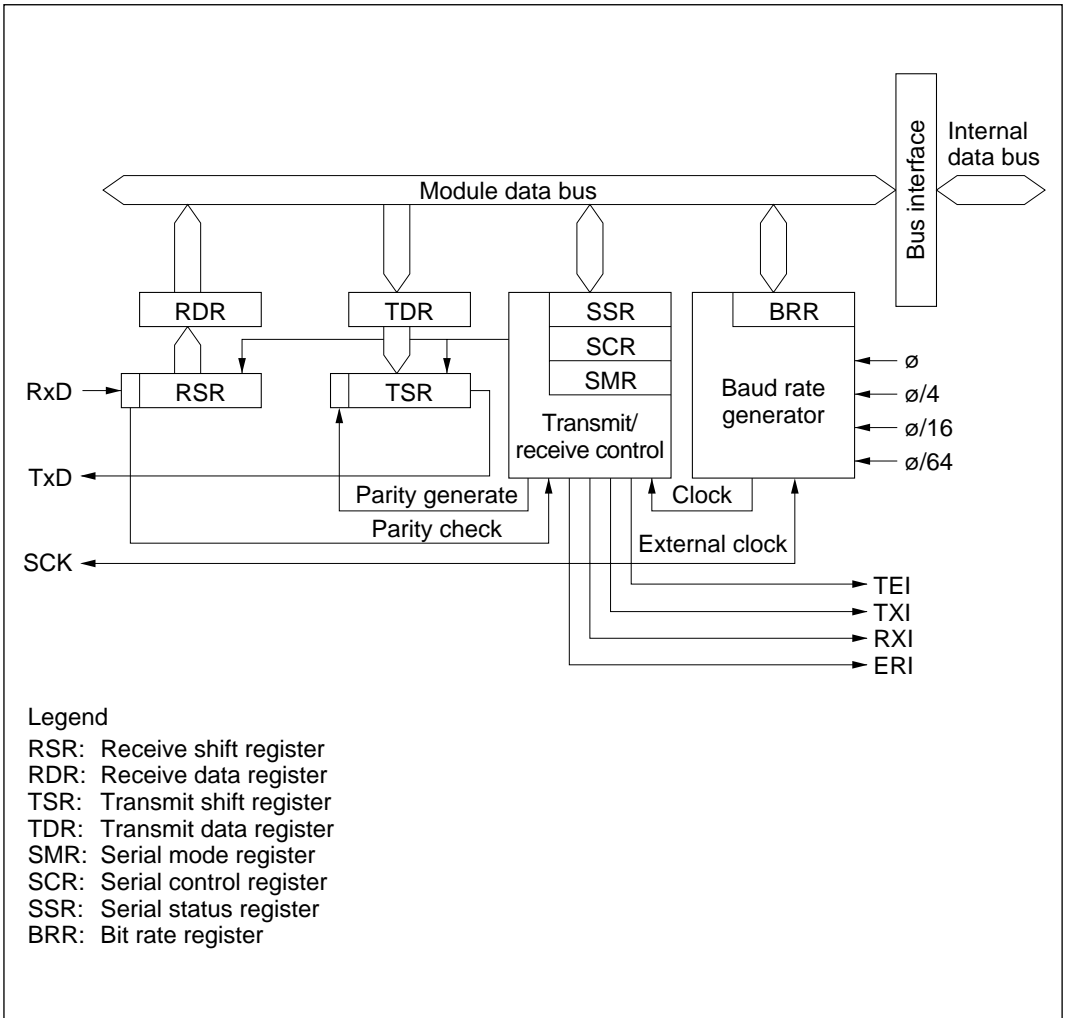 Internal
data bus
Bus interface
Module data bus
RDR
TDR
SSR
BRR
SCR
SMR
RxD
RSR
TSR
Baud rate
generator
ø
ø/4
ø/16
ø/64
Transmit/
receive control
TxD
Parity generate
Clock
Parity check
External clock
SCK
TEI
TXI
RXI
ERI
Legend
RSR: Receive shift register
RDR: Receive data register
TSR: Transmit shift register
TDR: Transmit data register
SMR: Serial mode register
SCR: Serial control register
SSR: Serial status register
BRR: Bit rate register